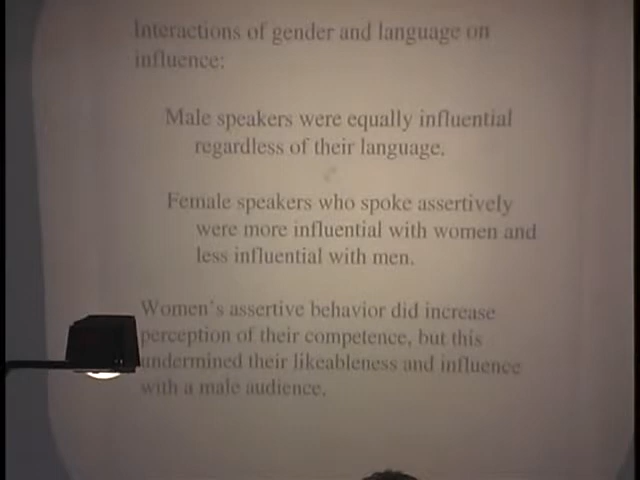 Interactions of gender and language on
influence:
Male speakers were equally influential
regardless of their language.
Female speakers who spoke assertively
were more influential with women and
less influential with men.
Women's assertive behavior did increase
perception of their competence, but this
undermined their likeableness and influence
with a male audience.